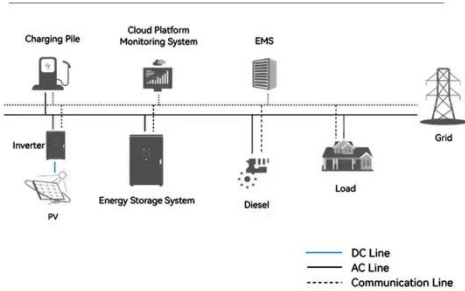 Cloud Platform
Monitoring System
Charging Pile
EMS
Grid
Inverter
PV
Energy Storage System
Diesel
Load
DC Line
AC Line
Communication Line